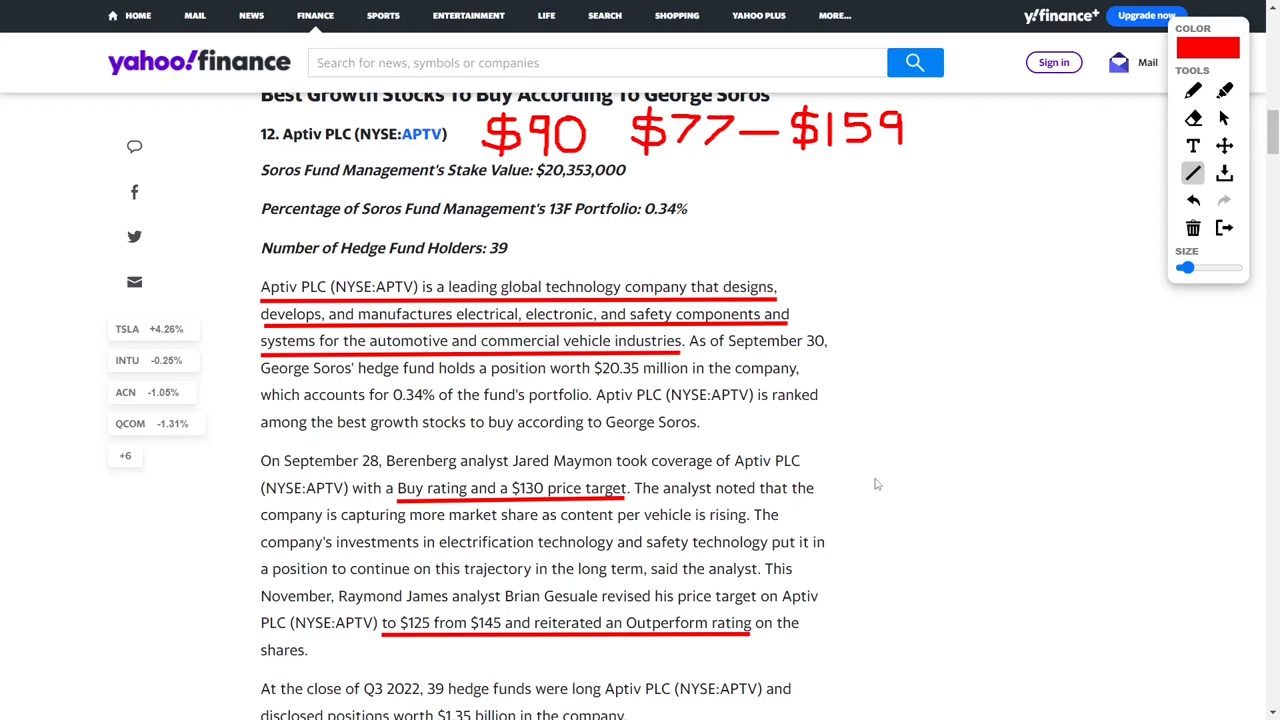 HOME MAIL NEWS FINANCE SPORTS ENTERTAINMENT LIFE SEARCH SHOPPING YAHOO PLUS MORE... y!finance+ Upgrade now
yahoo!finance Search for news, symbols or companies Sign in Mail
COLOR
TOOLS
T
SIZE
Best Growth Stocks To Buy According To George Soros
12. Aptiv PLC (NYSE:APTV) $90 $77—$159
Soros Fund Management's Stake Value: $20,353,000
Percentage of Soros Fund Management's 13F Portfolio: 0.34%
Number of Hedge Fund Holders: 39
Aptiv PLC (NYSE:APTV) is a leading global technology company that designs,
develops, and manufactures electrical, electronic, and safety components and
systems for the automotive and commercial vehicle industries. As of September 30,
George Soros' hedge fund holds a position worth $20.35 million in the company,
which accounts for 0.34% of the fund's portfolio. Aptiv PLC (NYSE:APTV) is ranked
among the best growth stocks to buy according to George Soros.
On September 28, Berenberg analyst Jared Maymon took coverage of Aptiv PLC
(NYSE:APTV) with a Buy rating and a $130 price target. The analyst noted that the
company is capturing more market share as content per vehicle is rising. The
company's investments in electrification technology and safety technology put it in
a position to continue on this trajectory in the long term, said the analyst. This
November, Raymond James analyst Brian Gesuale revised his price target on Aptiv
PLC (NYSE:APTV) to $125 from $145 and reiterated an Outperform rating on the
shares.
At the close of Q3 2022, 39 hedge funds were long Aptiv PLC (NYSE:APTV) and
disclosed positions worth $1.35 billion in the company.
TSLA +4.26%
INTU -0.25%
ACN -1.05%
QCOM -1.31%
+6